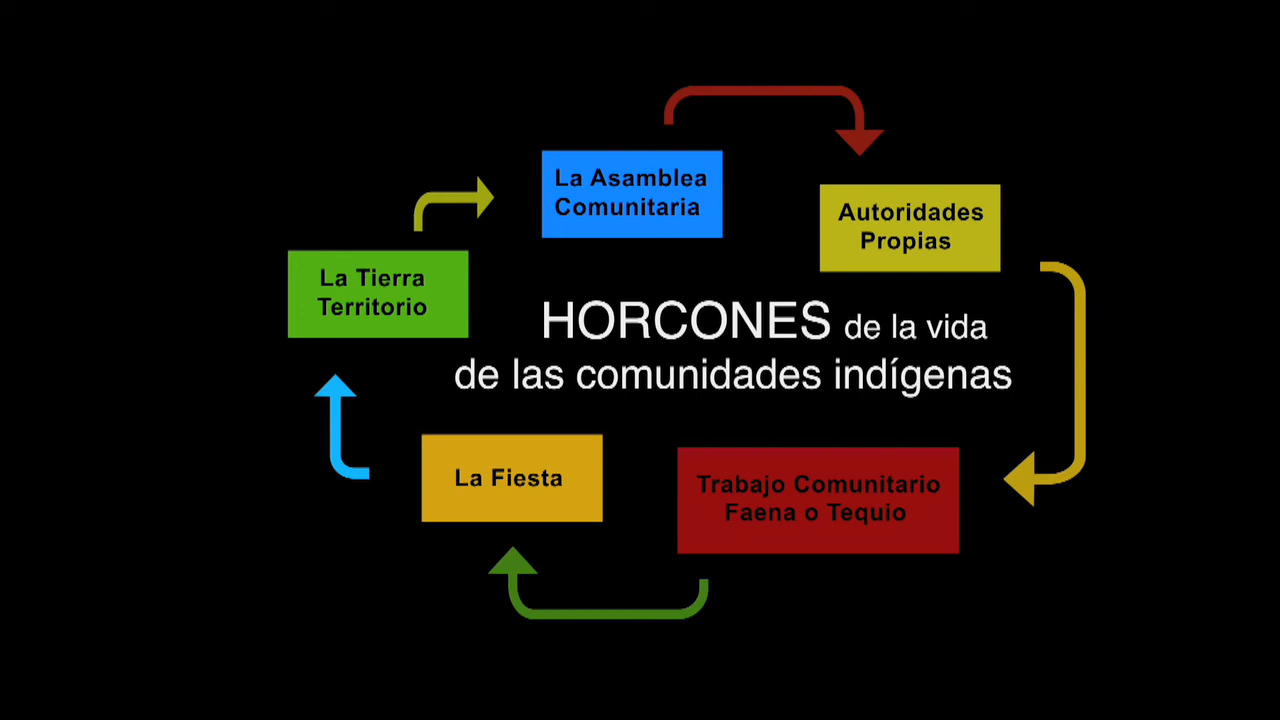 La Asamblea
Comunitaria
Autoridades
Propias
La Tierra
Territorio
HORCONES de la vida
de las comunidades indígenas
La Fiesta
Trabajo Comunitario
Faena o Tequio